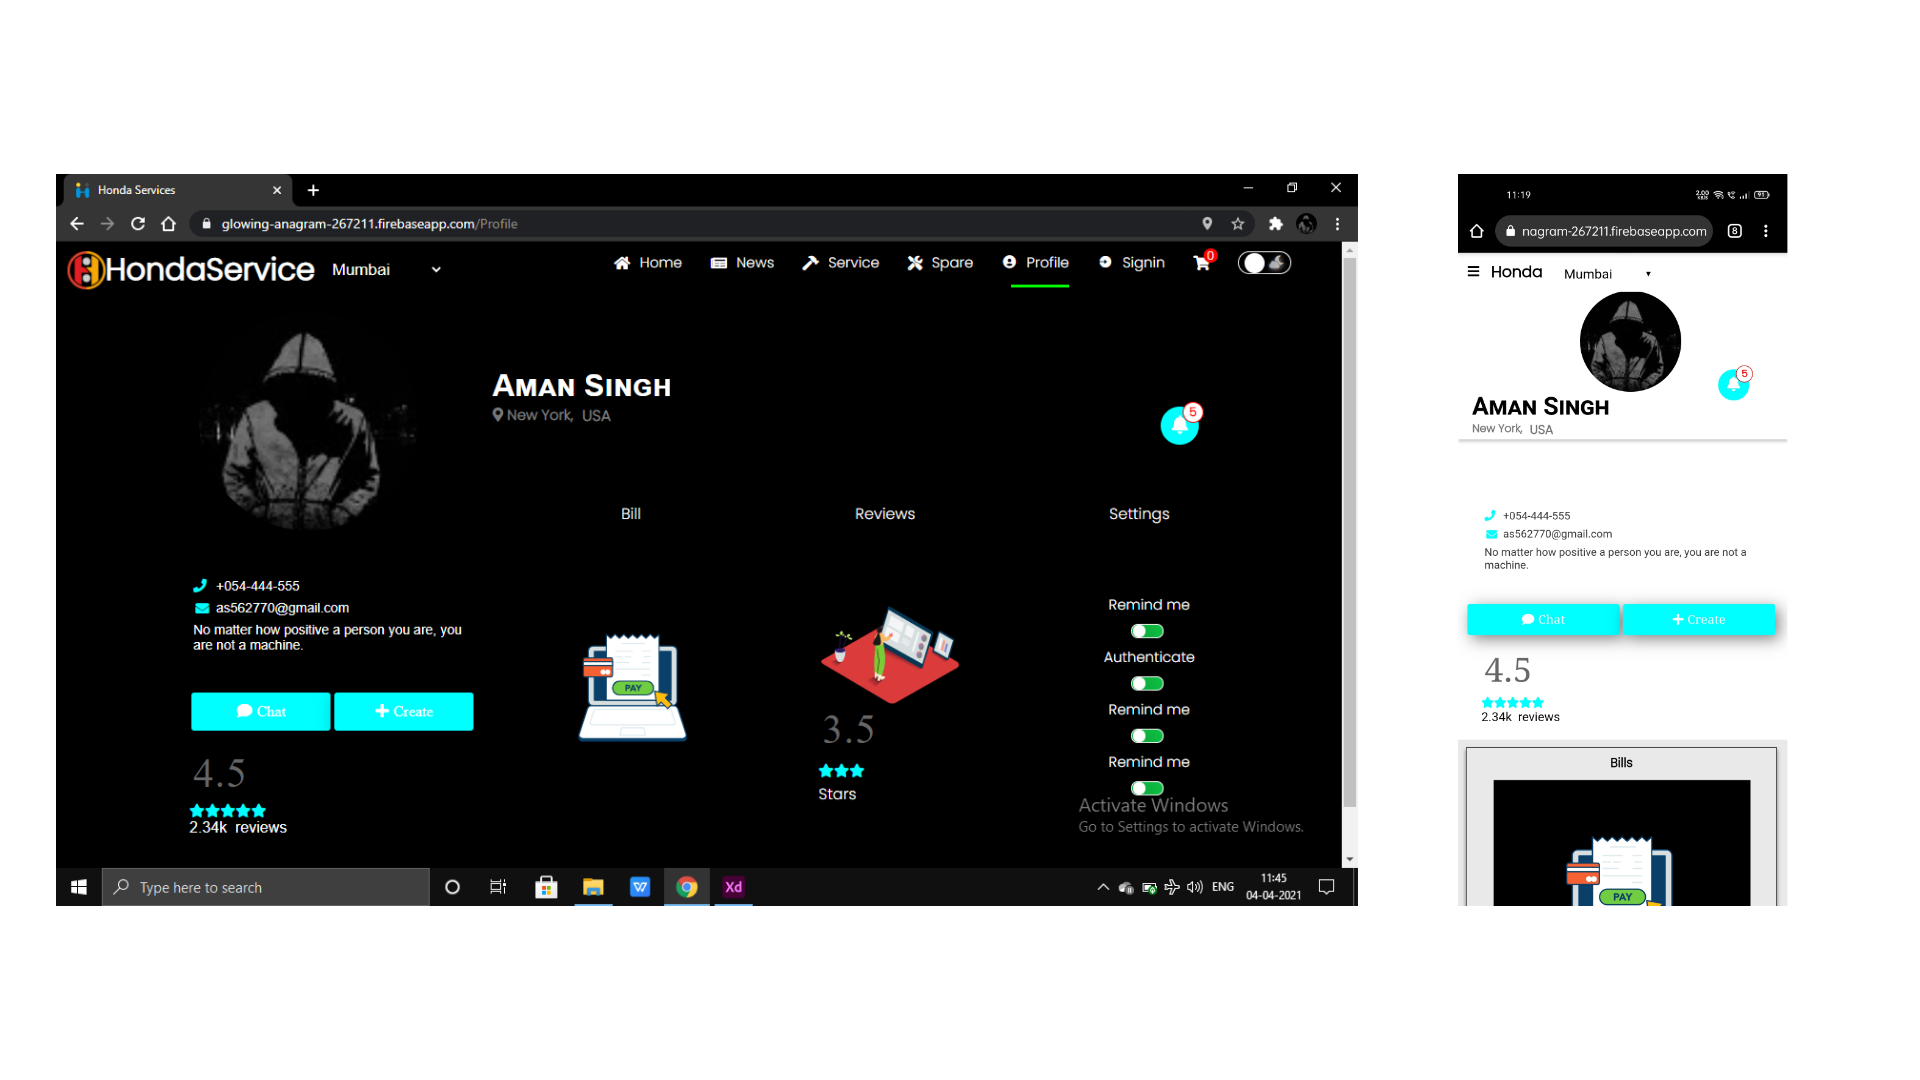 Honda Services
glowing-anagram-267211.firebaseapp.com/Profile
HondaService Mumbai Home News Service Spare Profile Signin 0
AMAN SINGH
New York, USA
5
Bill Reviews Settings
+054-444-555
as562770@gmail.com
No matter how positive a person you are, you
are not a machine.
Chat Create
4.5
2.34k reviews
PAY
3.5
Stars
Remind me
Authenticate
Remind me
Remind me
Activate Windows
Go to Settings to activate Windows.
Type here to search
W
Xd
ENG
11:45
04-04-2021
11:19
2.00
91
nagram-267211.firebaseapp.com
8
Honda Mumbai
5
AMAN SINGH
New York, USA
+054-444-555
as562770@gmail.com
No matter how positive a person you are, you are not a
machine.
Chat Create
4.5
2.34k reviews
Bills
PAY